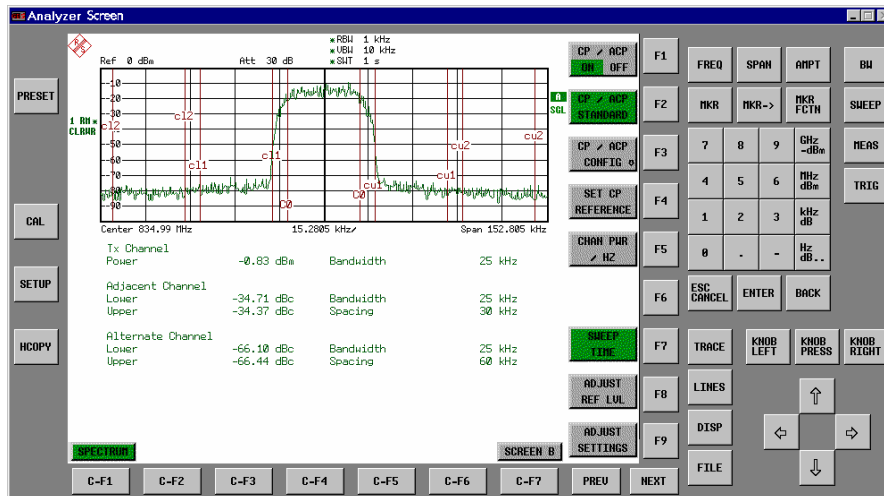 Analyzer Screen
R S
* RBW 1 kHz
* VBW 10 kHz
Ref 0 dBm Att 30 dB * SWT 1 s
-10
-20
-30
-50
-60
-70
-80
-90
1 RM *
CLRWR
A
SGL
cl2 cl2
cl1 cl1
C0 C0
cu1 cu1
cu2 cu2
Center 834.99 MHz 15.2805 kHz/ Span 152.805 kHz
Tx Channel
Power -0.83 dBm Bandwidth 25 kHz
Adjacent Channel
Lower -34.71 dBc Bandwidth 25 kHz
Upper -34.37 dBc Spacing 30 kHz
Alternate Channel
Lower -66.10 dBc Bandwidth 25 kHz
Upper -66.44 dBc Spacing 60 kHz
SPECTRUM SCREEN B
PRESET
CAL
SETUP
HCOPY
CP / ACP
ON OFF
CP / ACP
STANDARD
CP / ACP
CONFIG
SET CP
REFERENCE
CHAN PWR
/ HZ
SWEEP
TIME
ADJUST
REF LVL
ADJUST
SETTINGS
F1
F2
F3
F4
F5
F6
F7
F8
F9
C-F1 C-F2 C-F3 C-F4 C-F5 C-F6 C-F7 PREV NEXT
FREQ SPAN AMPT BW
MKR MKR-> MKR FCTN SWEEP
7 8 9 GHz -dBm MEAS
4 5 6 MHz dBm TRIG
1 2 3 kHz dB
0 . - Hz dB..
ESC CANCEL ENTER BACK
TRACE KNOB LEFT KNOB PRESS KNOB RIGHT
LINES
DISP
FILE